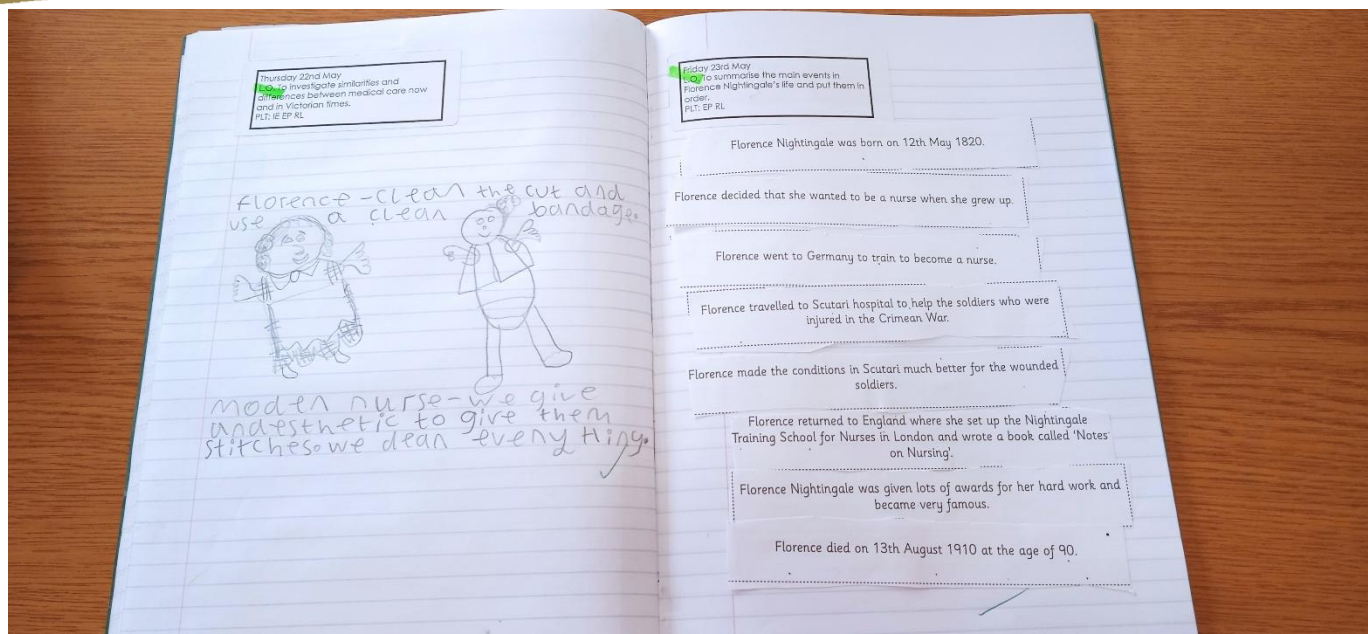 Thursday 22nd May
L.O. To investigate similarities and
differences between medical care now
and in Victorian times.
PLT: IE EP RL
florence - clean the cut and
use a clean bandage.
moden nurse - we give
anaesthetic to give them
stitches. we clean everny thing.
Friday 23rd May
L.O. To summarise the main events in
Florence Nightingale's life and put them in
order.
PLT: EP RL
Florence Nightingale was born on 12th May 1820.
Florence decided that she wanted to be a nurse when she grew up.
Florence went to Germany to train to become a nurse.
Florence travelled to Scutari hospital to help the soldiers who were
injured in the Crimean War.
Florence made the conditions in Scutari much better for the wounded
soldiers.
Florence returned to England where she set up the Nightingale
Training School for Nurses in London and wrote a book called 'Notes
on Nursing'.
Florence Nightingale was given lots of awards for her hard work and
became very famous.
Florence died on 13th August 1910 at the age of 90.